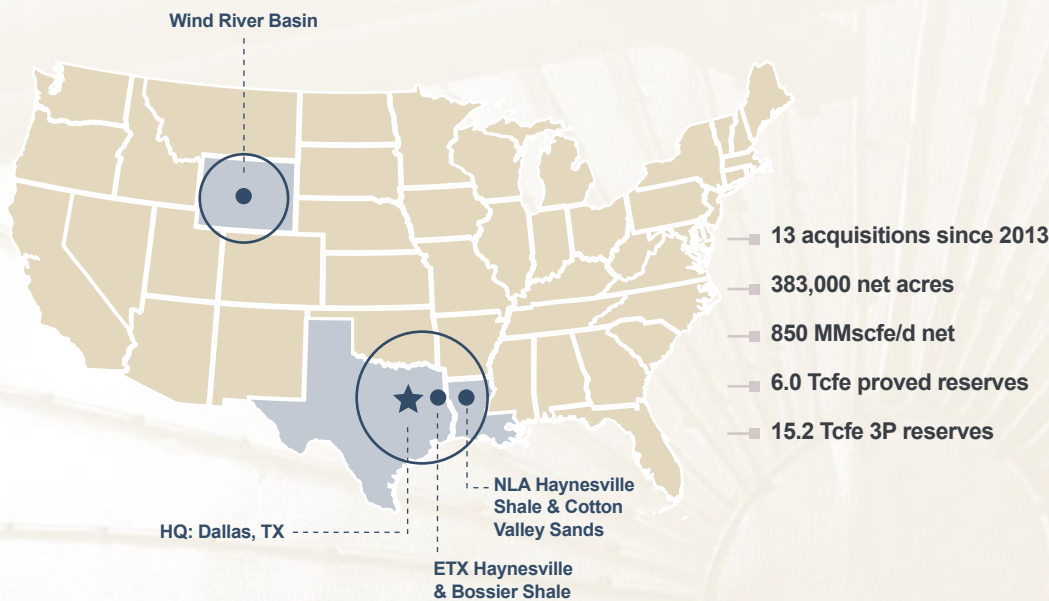 Wind River Basin
13 acquisitions since 2013
383,000 net acres
850 MMscfe/d net
6.0 Tcfe proved reserves
15.2 Tcfe 3P reserves
NLA Haynesville
Shale & Cotton
Valley Sands
HQ: Dallas, TX
ETX Haynesville
& Bossier Shale